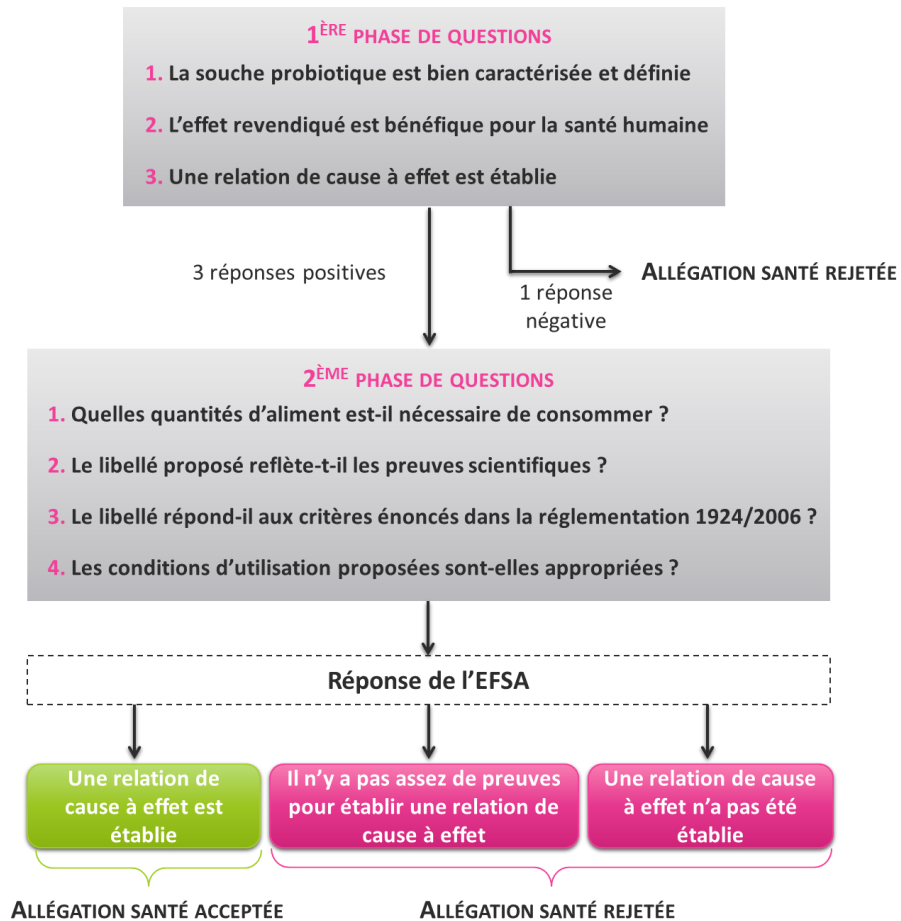 1ÈRE PHASE DE QUESTIONS
1. La souche probiotique est bien caractérisée et définie
2. L'effet revendiqué est bénéfique pour la santé humaine
3. Une relation de cause à effet est établie
3 réponses positives
1 réponse
négative
ALLÉGATION SANTÉ REJETÉE
2ÈME PHASE DE QUESTIONS
1. Quelles quantités d'aliment est-il nécessaire de consommer ?
2. Le libellé proposé reflète-t-il les preuves scientifiques ?
3. Le libellé répond-il aux critères énoncés dans la réglementation 1924/2006 ?
4. Les conditions d'utilisation proposées sont-elles appropriées ?
Réponse de l'EFSA
Une relation de
cause à effet est
établie
Il n'y a pas assez de preuves
pour établir une relation de
cause à effet
Une relation de cause
à effet n'a pas été
établie
ALLÉGATION SANTÉ ACCEPTÉE
ALLÉGATION SANTÉ REJETÉE